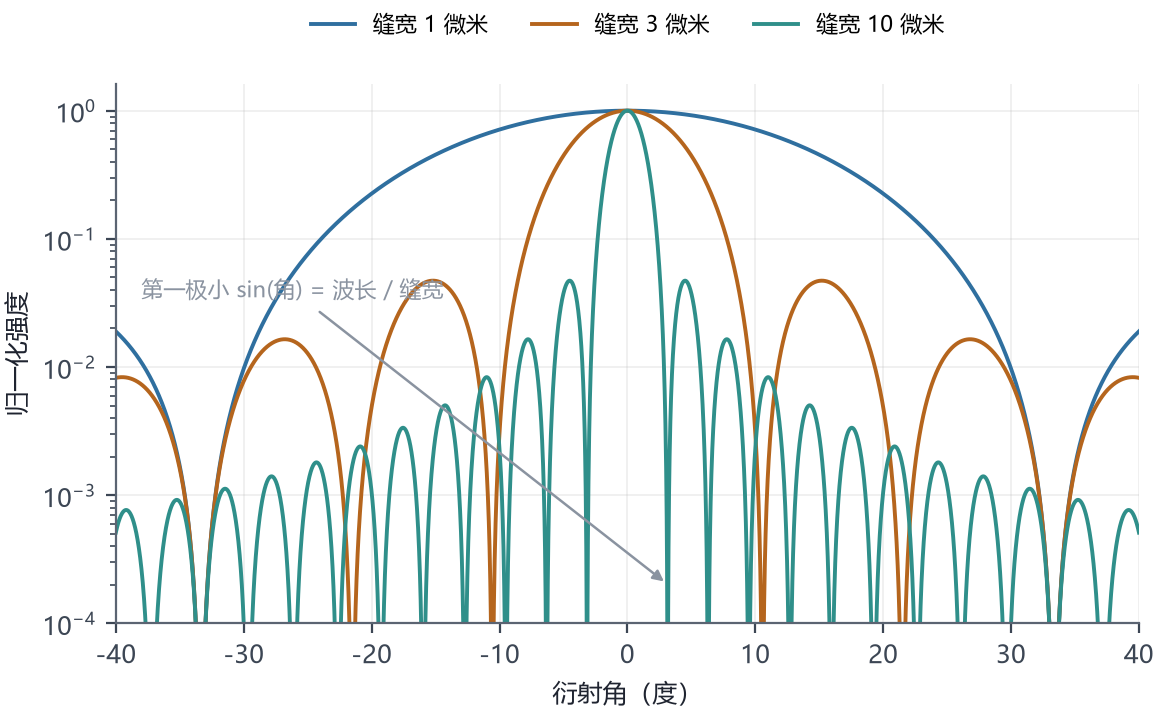 缝宽 1 微米
缝宽 3 微米
缝宽 10 微米
10⁰
10⁻¹
10⁻²
10⁻³
10⁻⁴
归一化强度
第一极小 sin(角) = 波长 / 缝宽
-40
-30
-20
-10
0
10
20
30
40
衍射角（度）